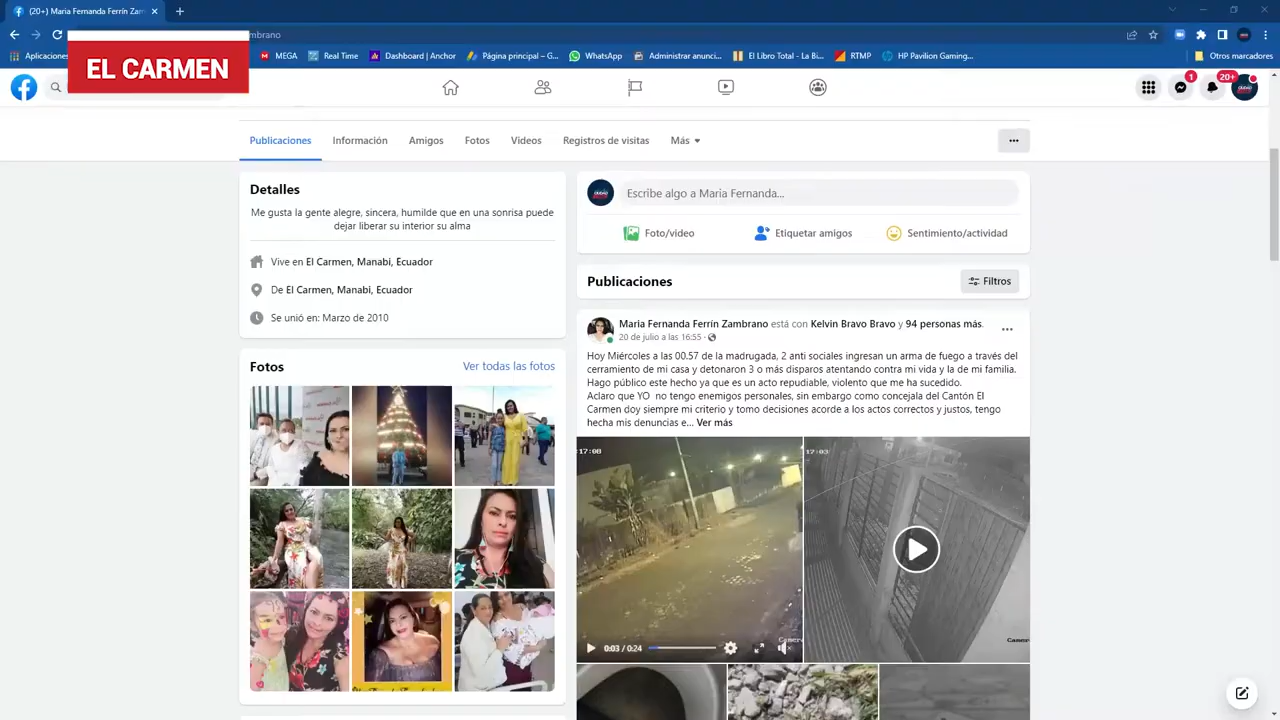 (20+) Maria Fernanda Ferrín Zam
mbrano
Aplicaciones
MEGA
Real Time
Dashboard | Anchor
Página principal – G...
WhatsApp
Administrar anunci...
El Libro Total - La Bi...
RTMP
HP Pavilion Gaming...
Otros marcadores
EL CARMEN
1
20+
Publicaciones
Información
Amigos
Fotos
Videos
Registros de visitas
Más
Detalles
Me gusta la gente alegre, sincera, humilde que en una sonrisa puede
dejar liberar su interior su alma
Vive en El Carmen, Manabi, Ecuador
De El Carmen, Manabi, Ecuador
Se unió en: Marzo de 2010
Fotos
Ver todas las fotos
Escribe algo a Maria Fernanda...
Foto/video
Etiquetar amigos
Sentimiento/actividad
Publicaciones
Filtros
Maria Fernanda Ferrín Zambrano está con Kelvin Bravo Bravo y 94 personas más.
20 de julio a las 16:55 ·
Hoy Miércoles a las 00.57 de la madrugada, 2 anti sociales ingresan un arma de fuego a través del
cerramiento de mi casa y detonaron 3 o más disparos atentando contra mi vida y la de mi familia.
Hago público este hecho ya que es un acto repudiable, violento que me ha sucedido.
Aclaro que YO no tengo enemigos personales, sin embargo como concejala del Cantón El
Carmen doy siempre mi criterio y tomo decisiones acorde a los actos correctos y justos, tengo
hecha mis denuncias e... Ver más
:17:08
17:03
0:03 / 0:24
Camera